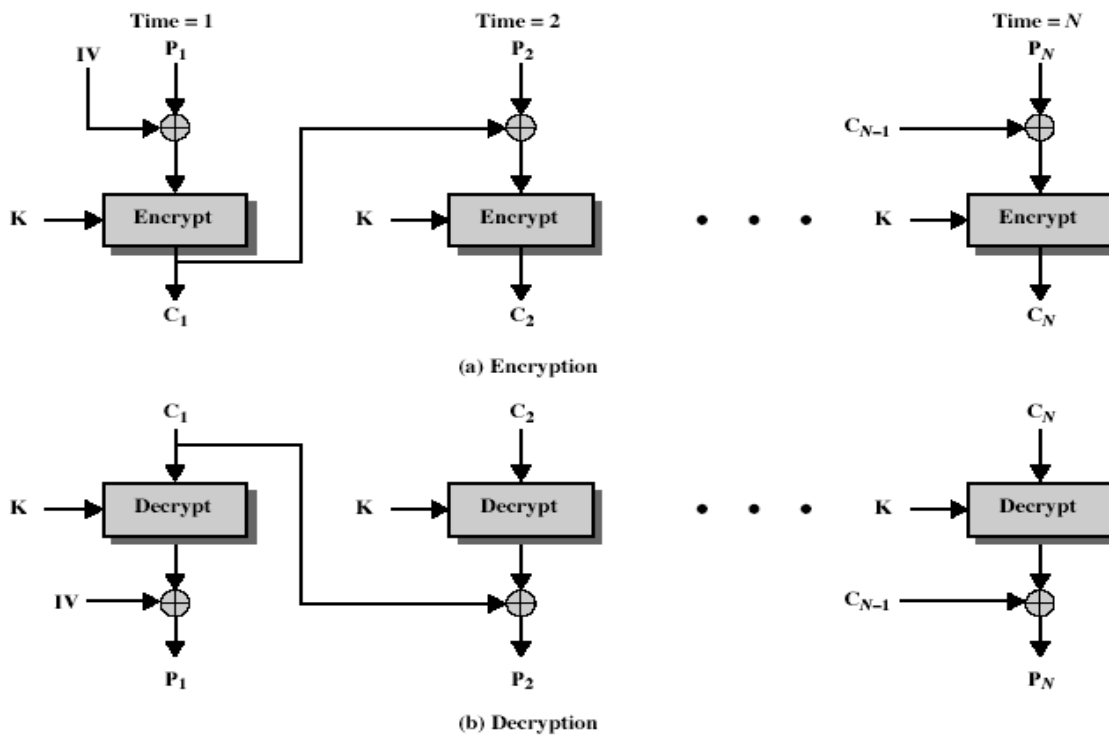 Time = 1 Time = 2 Time = N
IV P1 P2 PN
CN–1
K Encrypt K Encrypt K Encrypt
C1 C2 CN
(a) Encryption
C1 C2 CN
K Decrypt K Decrypt K Decrypt
IV CN–1
P1 P2 PN
(b) Decryption